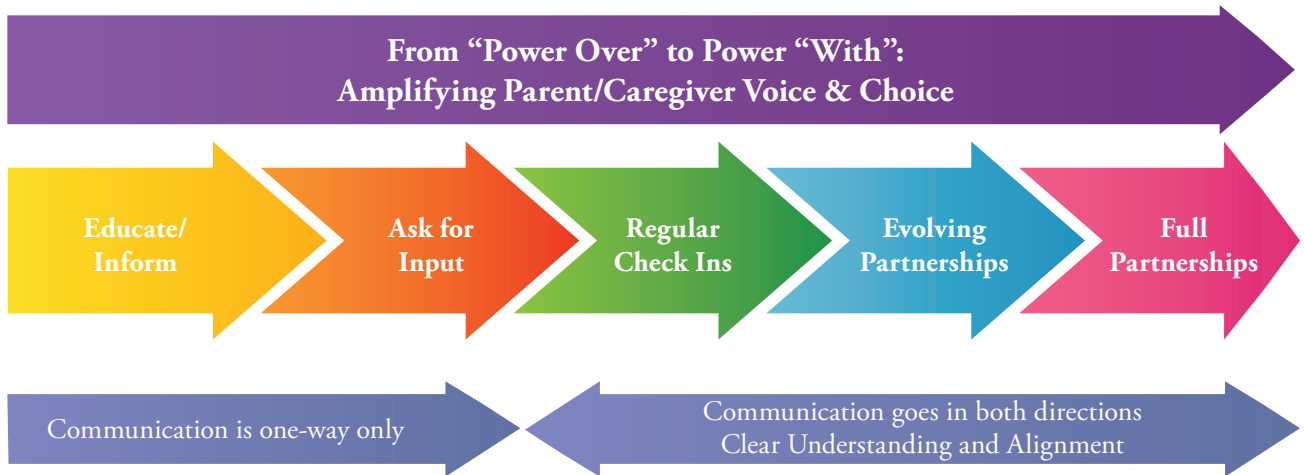 From “Power Over” to Power “With”:
Amplifying Parent/Caregiver Voice & Choice
Educate/
Inform
Ask for
Input
Regular
Check Ins
Evolving
Partnerships
Full
Partnerships
Communication is one-way only
Communication goes in both directions
Clear Understanding and Alignment